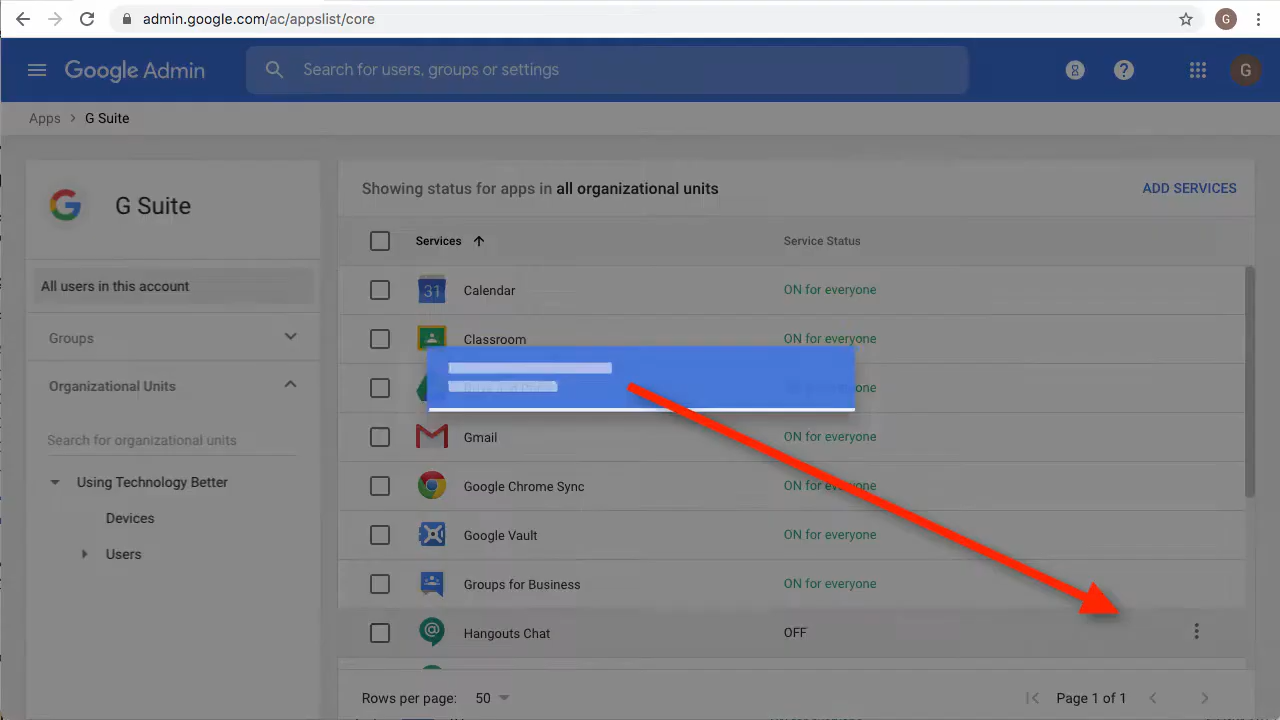 admin.google.com/ac/appslist/core
G
Google Admin
Search for users, groups or settings
G
Apps > G Suite
G Suite
All users in this account
Groups
Organizational Units
Search for organizational units
Using Technology Better
Devices
Users
Showing status for apps in all organizational units
ADD SERVICES
Services
Service Status
31
Calendar
ON for everyone
Classroom
ON for everyone
Gmail
ON for everyone
Google Chrome Sync
ON for everyone
Google Vault
ON for everyone
Groups for Business
ON for everyone
Hangouts Chat
OFF
Rows per page: 50
Page 1 of 1